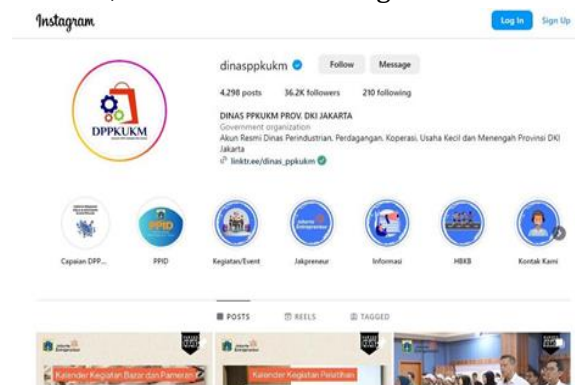 Instagram
Log In Sign Up
DPPKUKM
dinasppkukm Follow Message
4,298 posts 36.2K followers 210 following
DINAS PPKUKM PROV. DKI JAKARTA
Government organization
Akun Resmi Dinas Perindustrian, Perdagangan, Koperasi, Usaha Kecil dan Menengah Provinsi DKI
Jakarta
linktr.ee/dinas_ppkukm
PPID
Jakarta
Entrepreneur
Capaian DPP... PPID Kegiatan/Event Jakpreneur Informasi HBKB Kontak Kami
POSTS REELS TAGGED
Kalender Kegiatan Bazar dan Pameran
Kalender Kegiatan Pelatihan